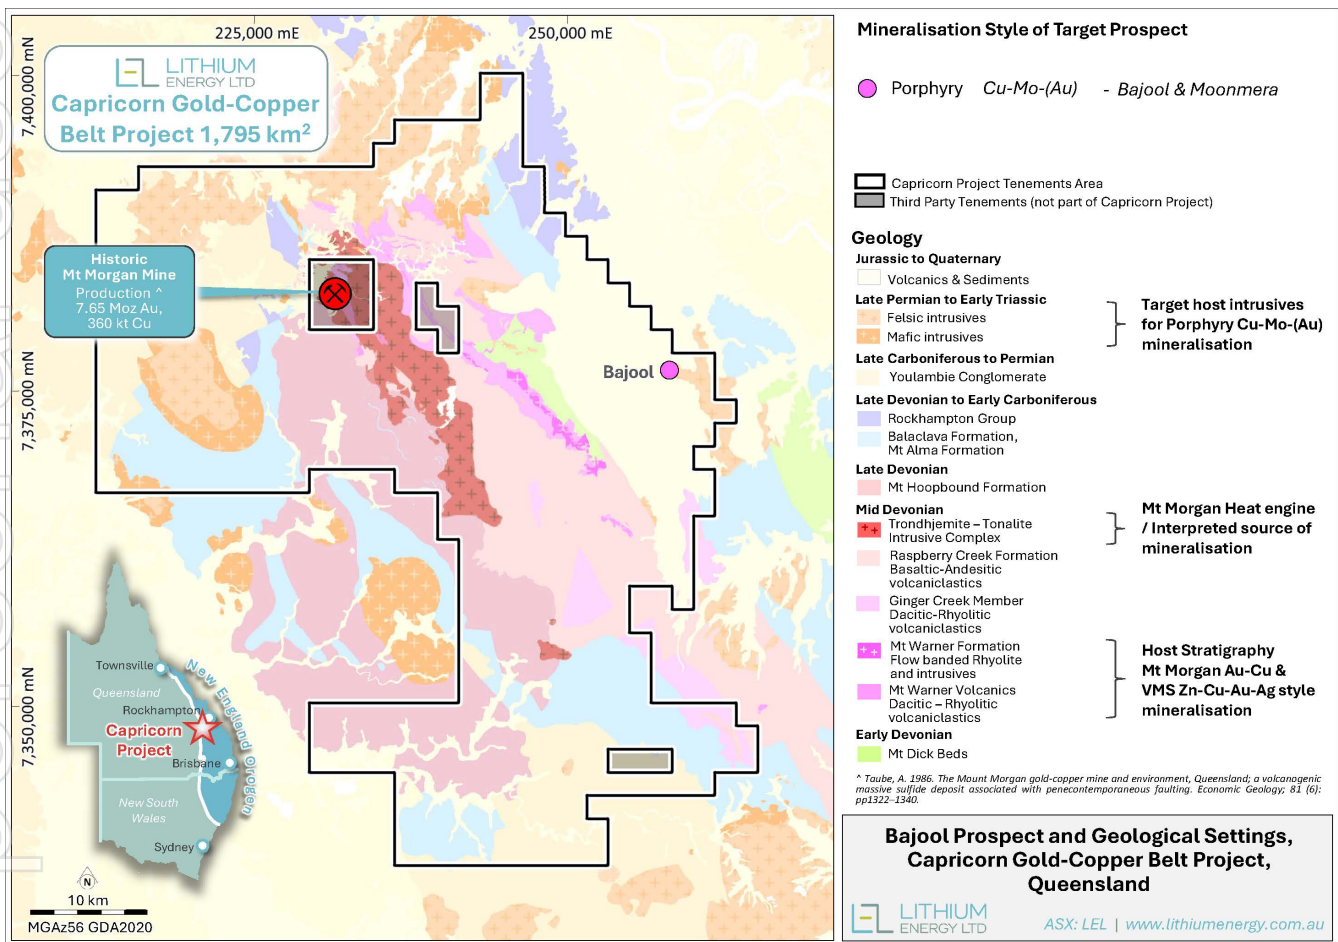 225,000 mE
250,000 mE
7,400,000 mN
7,375,000 mN
7,350,000 mN
LITHIUM
ENERGY LTD
Capricorn Gold-Copper
Belt Project 1,795 km²
Historic
Mt Morgan Mine
Production ^
7.65 Moz Au,
360 kt Cu
Bajool
Townsville
Queensland
Rockhampton
Capricorn
Project
Brisbane
New South
Wales
Sydney
New England Orogen
N
10 km
MGAz56 GDA2020
Mineralisation Style of Target Prospect
Porphyry Cu-Mo-(Au) - Bajool & Moonmera
Capricorn Project Tenements Area
Third Party Tenements (not part of Capricorn Project)
Geology
Jurassic to Quaternary
Volcanics & Sediments
Late Permian to Early Triassic
Felsic intrusives
Mafic intrusives
Target host intrusives
for Porphyry Cu-Mo-(Au)
mineralisation
Late Carboniferous to Permian
Youlambie Conglomerate
Late Devonian to Early Carboniferous
Rockhampton Group
Balaclava Formation,
Mt Alma Formation
Late Devonian
Mt Hoopbound Formation
Mid Devonian
Trondhjemite – Tonalite
Intrusive Complex
Mt Morgan Heat engine
/ Interpreted source of
mineralisation
Raspberry Creek Formation
Basaltic-Andesitic
volcaniclastics
Ginger Creek Member
Dacitic-Rhyolitic
volcaniclastics
Mt Warner Formation
Flow banded Rhyolite
and intrusives
Mt Warner Volcanics
Dacitic – Rhyolitic
volcaniclastics
Host Stratigraphy
Mt Morgan Au-Cu &
VMS Zn-Cu-Au-Ag style
mineralisation
Early Devonian
Mt Dick Beds
^ Taube, A. 1986. The Mount Morgan gold-copper mine and environment, Queensland; a volcanogenic
massive sulfide deposit associated with penecontemporaneous faulting. Economic Geology; 81 (6):
pp1322–1340.
Bajool Prospect and Geological Settings,
Capricorn Gold-Copper Belt Project,
Queensland
LITHIUM
ENERGY LTD
ASX: LEL | www.lithiumenergy.com.au